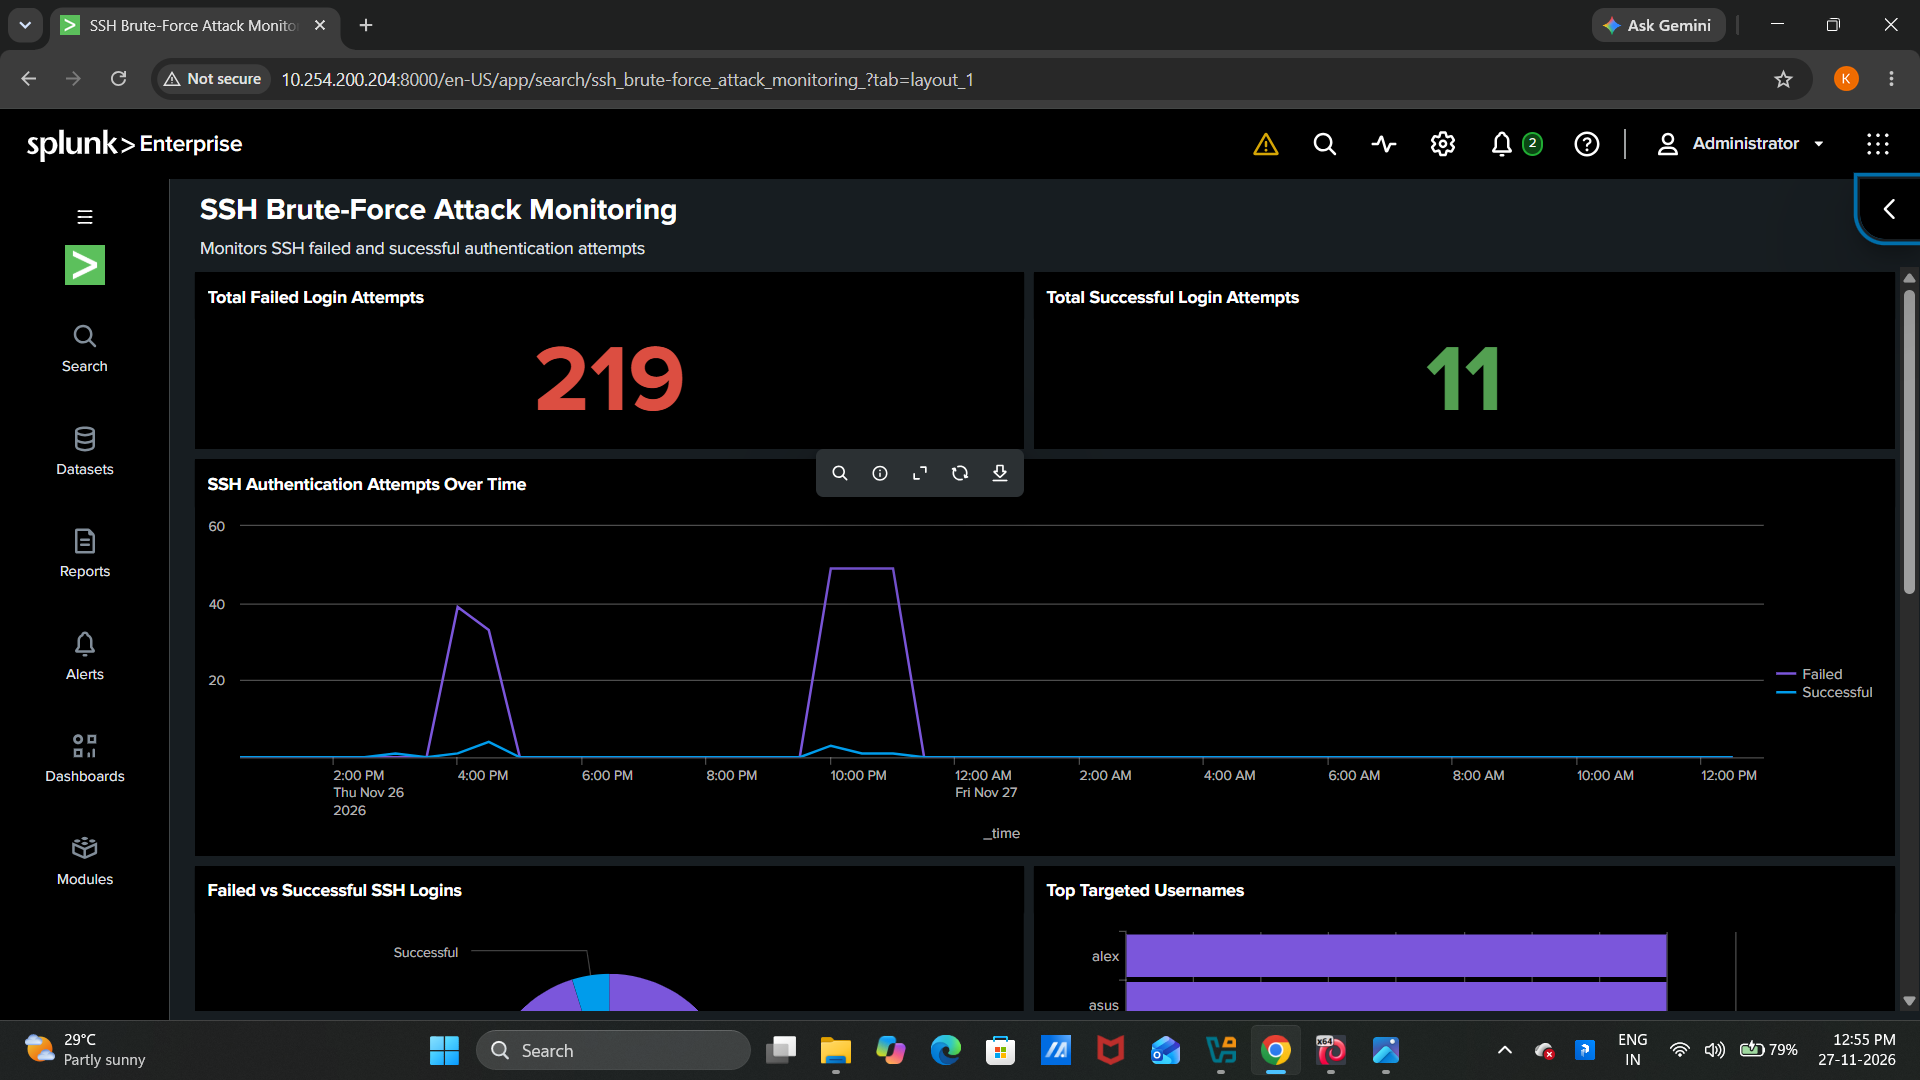 SSH Brute-Force Attack Monito
Ask Gemini
Not secure
10.254.200.204:8000/en-US/app/search/ssh_brute-force_attack_monitoring_?tab=layout_1
K
splunk>Enterprise
2
Administrator
SSH Brute-Force Attack Monitoring
Monitors SSH failed and sucessful authentication attempts
Search
Datasets
Reports
Alerts
Dashboards
Modules
Total Failed Login Attempts
219
Total Successful Login Attempts
11
SSH Authentication Attempts Over Time
60
40
20
Failed
Successful
2:00 PM
Thu Nov 26
2026
4:00 PM
6:00 PM
8:00 PM
10:00 PM
12:00 AM
Fri Nov 27
2:00 AM
4:00 AM
6:00 AM
8:00 AM
10:00 AM
12:00 PM
_time
Failed vs Successful SSH Logins
Successful
Top Targeted Usernames
alex
asus
29°C
Partly sunny
Search
X64
ENG
IN
79%
12:55 PM
27-11-2026